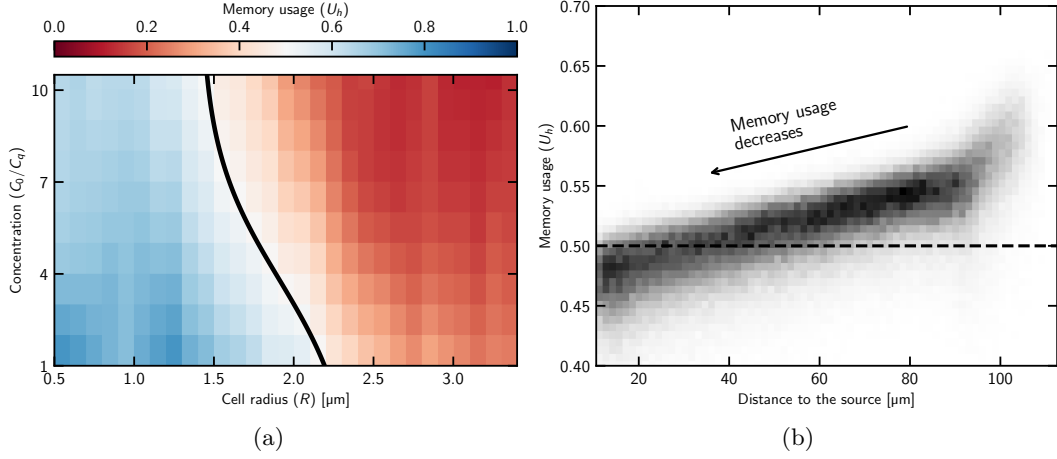 Memory usage (U_h)
0.0 0.2 0.4 0.6 0.8 1.0
Concentration (C_0/C_q)
10
7
4
1
0.5 1.0 1.5 2.0 2.5 3.0
Cell radius (R) [μm]
(a)
Memory usage (U_h)
0.70
0.65
0.60
0.55
0.50
0.45
0.40
Memory usage
decreases
20 40 60 80 100
Distance to the source [μm]
(b)